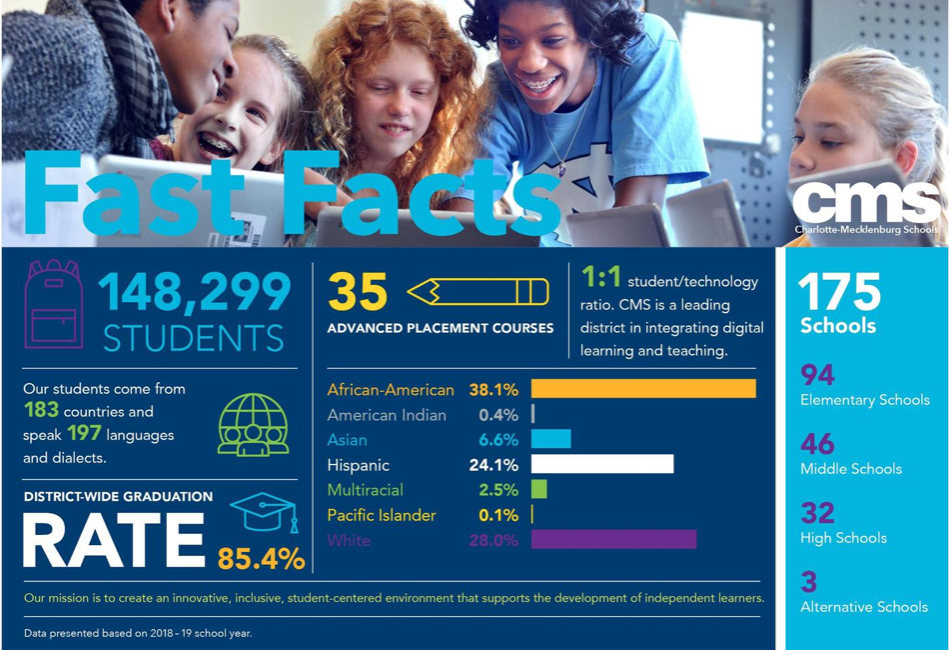 Fast Facts
cms
Charlotte-Mecklenburg Schools
148,299
STUDENTS
Our students come from
183 countries and
speak 197 languages
and dialects.
DISTRICT-WIDE GRADUATION
RATE 85.4%
35
ADVANCED PLACEMENT COURSES
1:1 student/technology
ratio. CMS is a leading
district in integrating digital
learning and teaching.
African-American 38.1%
American Indian 0.4%
Asian 6.6%
Hispanic 24.1%
Multiracial 2.5%
Pacific Islander 0.1%
White 28.0%
175
Schools
94
Elementary Schools
46
Middle Schools
32
High Schools
3
Alternative Schools
Our mission is to create an innovative, inclusive, student-centered environment that supports the development of independent learners.
Data presented based on 2018-19 school year.